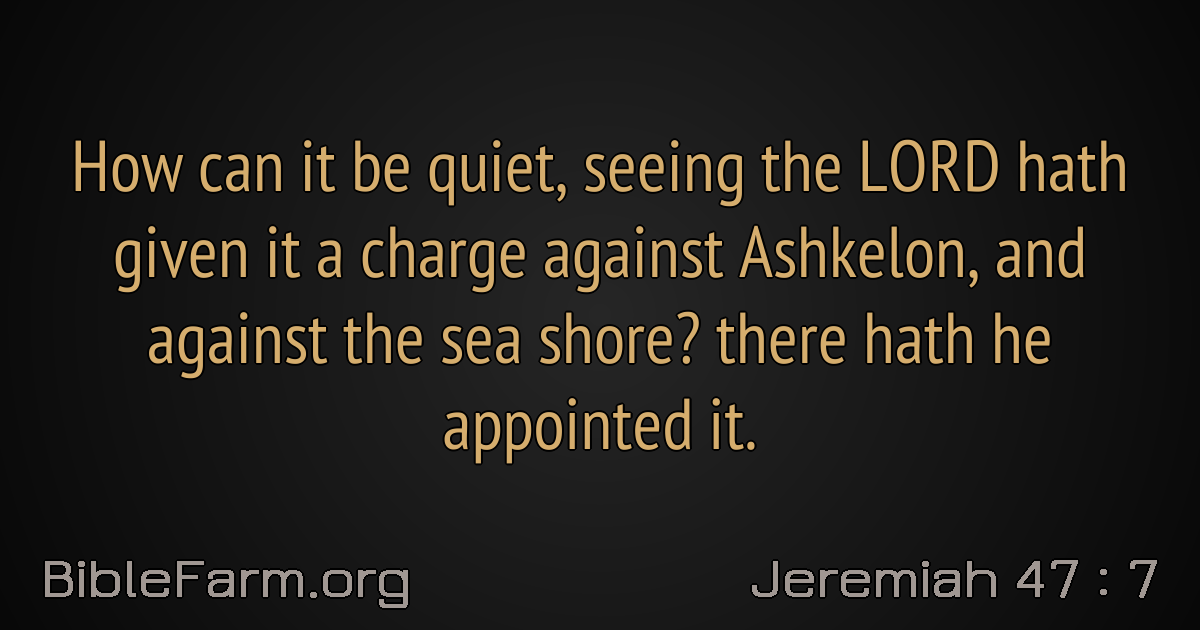 How can it be quiet, seeing the LORD hath
given it a charge against Ashkelon, and
against the sea shore? there hath he
appointed it.
BibleFarm.org
Jeremiah 47 : 7